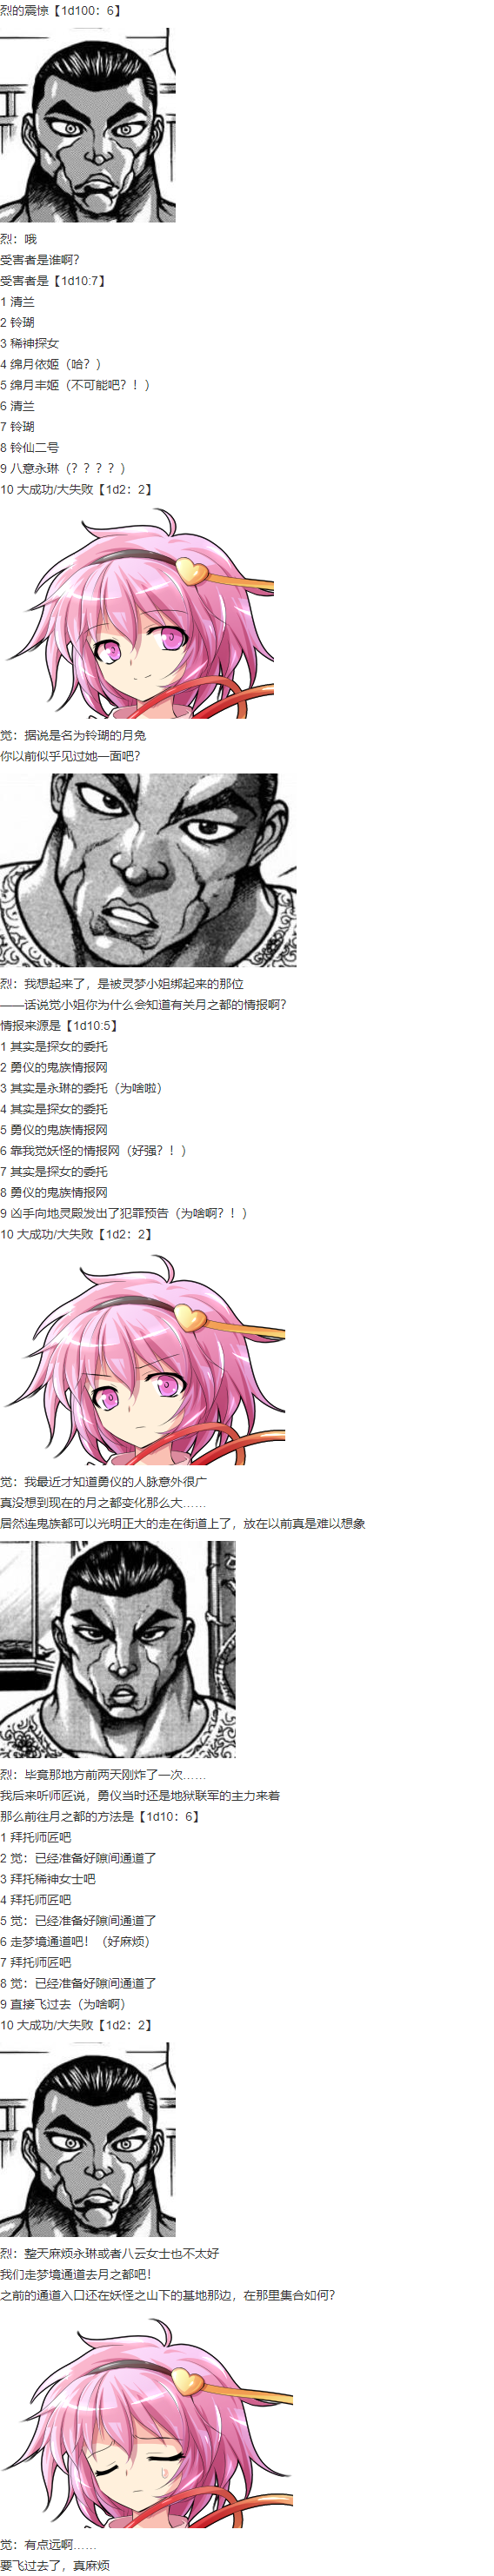 烈的震惊【1d100：6】
烈：哦
受害者是谁啊？
受害者是【1d10:7】
1 清兰
2 铃瑚
3 稀神探女
4 绵月依姬（哈？）
5 绵月丰姬（不可能吧？！）
6 清兰
7 铃瑚
8 铃仙二号
9 八意永琳（？？？？）
10 大成功/大失败【1d2：2】
觉：据说是名为铃瑚的月兔
你以前似乎见过她一面吧？
烈：我想起来了，是被灵梦小姐绑起来的那位
——话说觉小姐你为什么会知道有关月之都的情报啊？
情报来源是【1d10:5】
1 其实是探女的委托
2 勇仪的鬼族情报网
3 其实是永琳的委托（为啥啦）
4 其实是探女的委托
5 勇仪的鬼族情报网
6 靠我觉妖怪的情报网（好强？！）
7 其实是探女的委托
8 勇仪的鬼族情报网
9 凶手向地灵殿发出了犯罪预告（为啥啊？！）
10 大成功/大失败【1d2：2】
觉：我最近才知道勇仪的人脉意外很广
真没想到现在的月之都变化那么大……
居然连鬼族都可以光明正大的走在街道上了，放在以前真是难以想象
烈：毕竟那地方前两天刚炸了一次……
我后来听师匠说，勇仪当时还是地狱联军的主力来着
那么前往月之都的方法是【1d10：6】
1 拜托师匠吧
2 觉：已经准备好隙间通道了
3 拜托稀神女士吧
4 拜托师匠吧
5 觉：已经准备好隙间通道了
6 走梦境通道吧！（好麻烦）
7 拜托师匠吧
8 觉：已经准备好隙间通道了
9 直接飞过去（为啥啊）
10 大成功/大失败【1d2：2】
烈：整天麻烦永琳或者八云女士也不太好
我们走梦境通道去月之都吧！
之前的通道入口还在妖怪之山下的基地那边，在那里集合如何？
觉：有点远啊……
要飞过去了，真麻烦